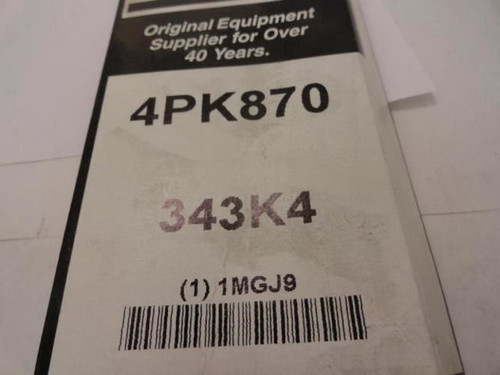 Original Equipment
Supplier for Over
40 Years.
4PK870
343K4
(1) 1MGJ9